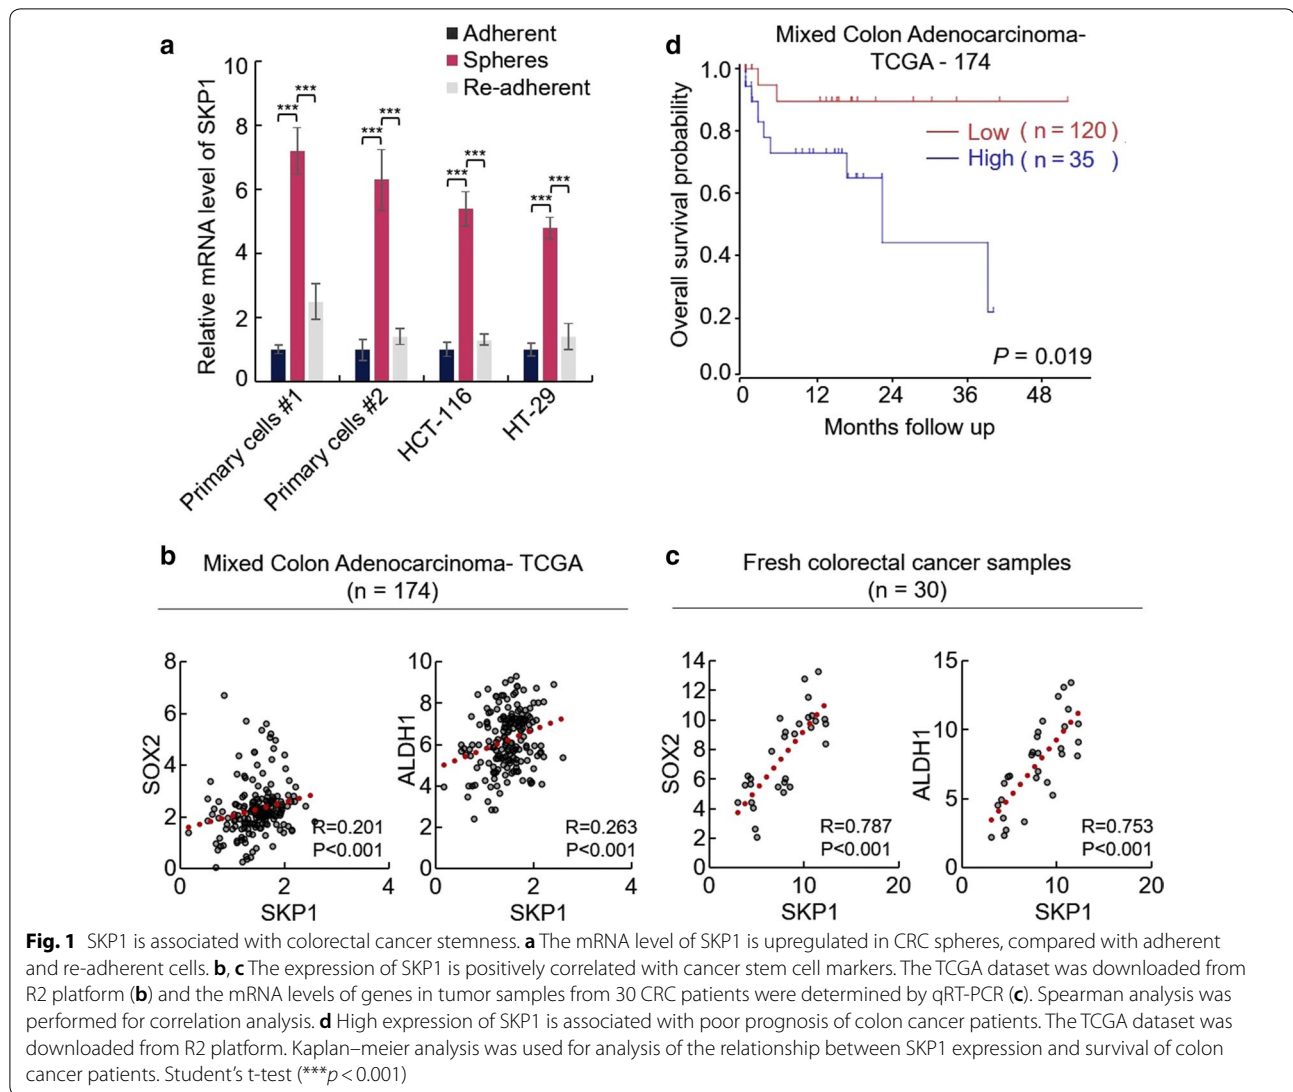 a
Adherent
Spheres
Re-adherent
Relative mRNA level of SKP1
10
8
6
4
2
0
*** ***
*** ***
*** ***
*** ***
Primary cells #1
Primary cells #2
HCT-116
HT-29
d
Mixed Colon Adenocarcinoma-
TCGA - 174
Overall survival probability
1.0
0.8
0.6
0.4
0.2
0.0
Low ( n = 120)
High ( n = 35 )
P = 0.019
0 12 24 36 48
Months follow up
b
Mixed Colon Adenocarcinoma- TCGA
(n = 174)
SOX2
8
6
4
2
0
R=0.201
P<0.001
0 2 4
SKP1
ALDH1
10
8
6
4
2
0
R=0.263
P<0.001
0 2 4
SKP1
c
Fresh colorectal cancer samples
(n = 30)
SOX2
14
12
10
8
6
4
2
0
R=0.787
P<0.001
0 10 20
SKP1
ALDH1
15
10
5
0
R=0.753
P<0.001
0 10 20
SKP1
Fig. 1 SKP1 is associated with colorectal cancer stemness. a The mRNA level of SKP1 is upregulated in CRC spheres, compared with adherent
and re-adherent cells. b, c The expression of SKP1 is positively correlated with cancer stem cell markers. The TCGA dataset was downloaded from
R2 platform (b) and the mRNA levels of genes in tumor samples from 30 CRC patients were determined by qRT-PCR (c). Spearman analysis was
performed for correlation analysis. d High expression of SKP1 is associated with poor prognosis of colon cancer patients. The TCGA dataset was
downloaded from R2 platform. Kaplan–meier analysis was used for analysis of the relationship between SKP1 expression and survival of colon
cancer patients. Student's t-test (***p < 0.001)